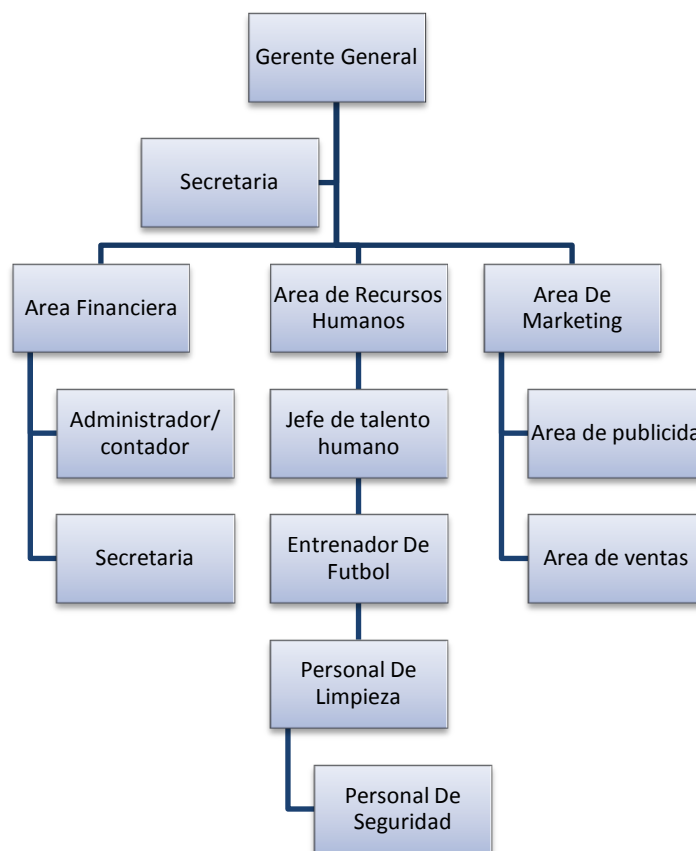 Gerente General
Secretaria
Area Financiera
Area de Recursos
Humanos
Area De
Marketing
Administrador/
contador
Jefe de talento
humano
Area de publicida
Secretaria
Entrenador De
Futbol
Area de ventas
Personal De
Limpieza
Personal De
Seguridad